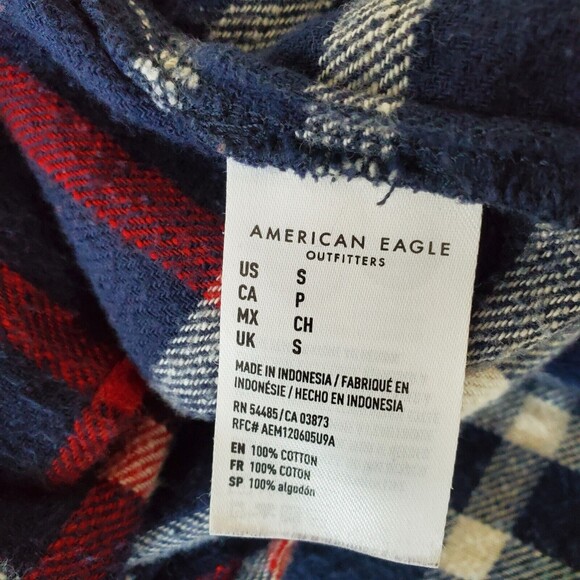 AMERICAN EAGLE
OUTFITTERS
US S
CA P
MX CH
UK S
MADE IN INDONESIA / FABRIQUÉ EN
INDONÉSIE / HECHO EN INDONESIA
RN 54485 / CA 03873
RFC# AEM120605U9A
EN 100% COTTON
FR 100% COTON
SP 100% algodón